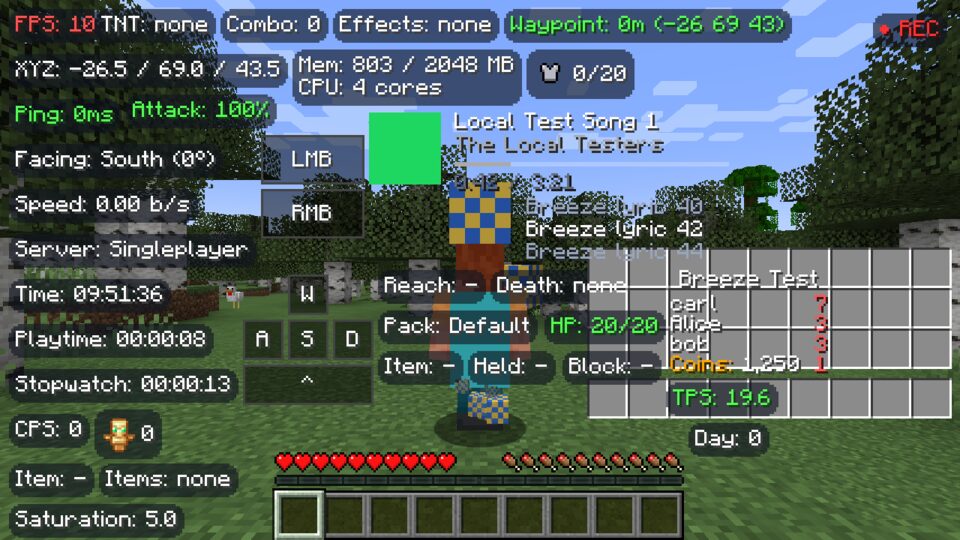 FPS: 10 TNT: none Combo: 0 Effects: none Waypoint: 0m (-26 69 43) REC
XYZ: -26.5 / 69.0 / 43.5 Mem: 803 / 2048 MB
CPU: 4 cores
0/20
Ping: 0ms Attack: 100%
Local Test Song 1
The Local Testers
Facing: South (0°) LMB
3:21
Speed: 0.00 b/s RMB
Breeze lyric 40
Breeze lyric 42
Breeze lyric 44
Server: Singleplayer
Breeze Test
Time: 09:51:36 W Reach: - Death: none
carl 7
Alice 3
bob 3
Coins: 1,250 1
Playtime: 00:00:08 A S D Pack: Default HP: 20/20
Item: - Held: - Block: -
Stopwatch: 00:00:13 ^
TPS: 19.6
CPS: 0 0
Day: 0
Item: - Items: none
Saturation: 5.0